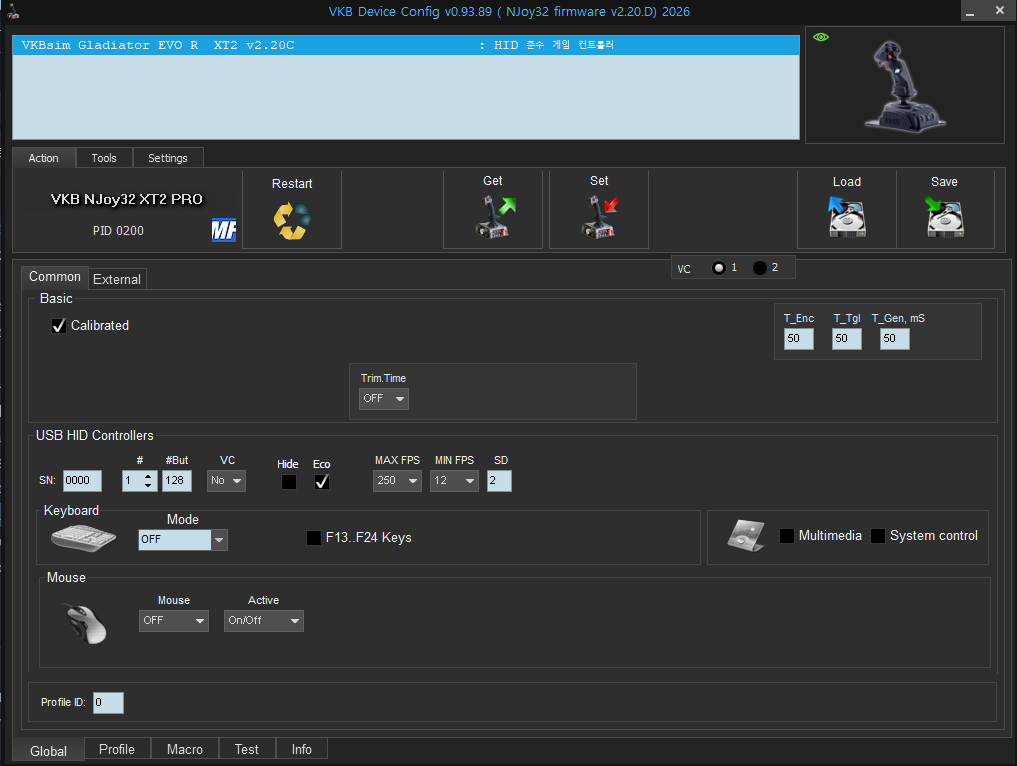 VKB Device Config v0.93.89 ( NJoy32 firmware v2.20.D) 2026
VKBsim Gladiator EVO R XT2 v2.20C : HID 준수 게임 컨트롤러
Action Tools Settings
VKB NJoy32 XT2 PRO
PID 0200
MF
Restart
Get
Set
Load
Save
VC 1 2
Common External
Basic
Calibrated
T_Enc T_Tgl T_Gen, mS
50 50 50
Trim.Time
OFF
USB HID Controllers
# #But VC Hide Eco MAX FPS MIN FPS SD
SN: 0000 1 128 No 250 12 2
Keyboard
Mode
OFF
F13..F24 Keys
Multimedia System control
Mouse
Mouse Active
OFF On/Off
Profile ID: 0
Global Profile Macro Test Info